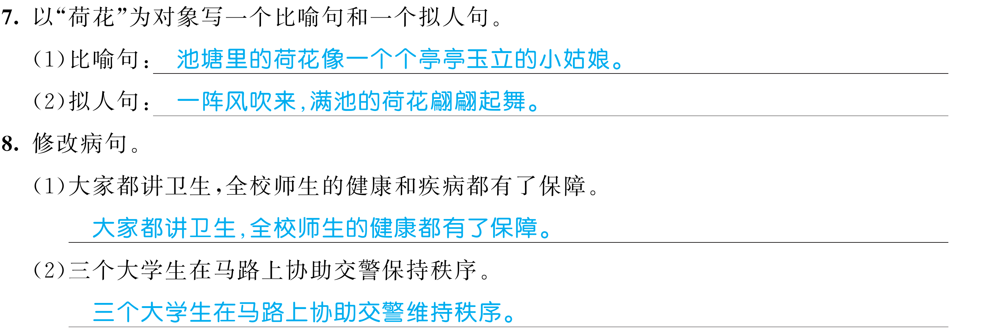 7. 以“荷花”为对象写一个比喻句和一个拟人句。
(1)比喻句：池塘里的荷花像一个个亭亭玉立的小姑娘。
(2)拟人句：一阵风吹来,满池的荷花翩翩起舞。
8. 修改病句。
(1)大家都讲卫生,全校师生的健康和疾病都有了保障。
大家都讲卫生,全校师生的健康都有了保障。
(2)三个大学生在马路上协助交警保持秩序。
三个大学生在马路上协助交警维持秩序。